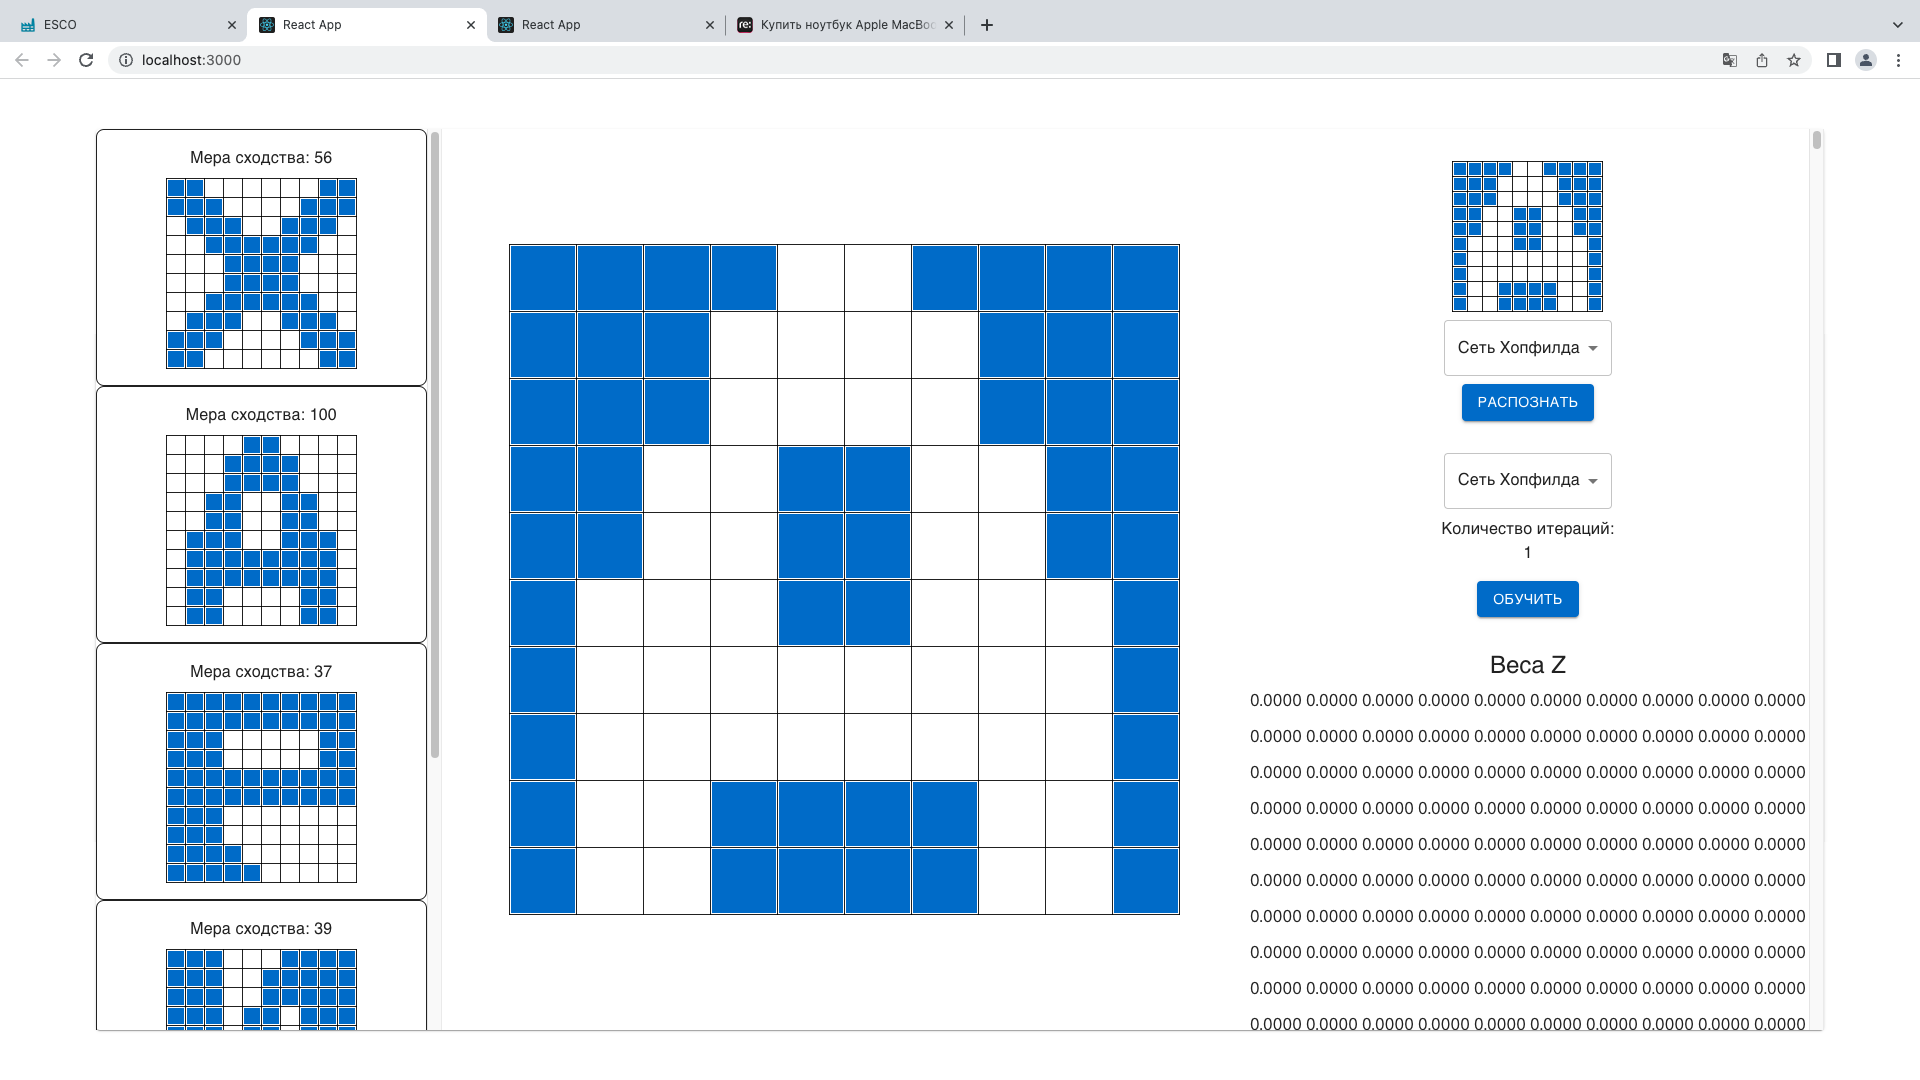 ESCO
React App
React App
Купить ноутбук Apple MacBoo
localhost:3000
Мера сходства: 56
Мера сходства: 100
Мера сходства: 37
Мера сходства: 39
Сеть Хопфилда
РАСПОЗНАТЬ
Сеть Хопфилда
Количество итераций:
1
ОБУЧИТЬ
Веса Z
0.0000 0.0000 0.0000 0.0000 0.0000 0.0000 0.0000 0.0000 0.0000 0.0000
0.0000 0.0000 0.0000 0.0000 0.0000 0.0000 0.0000 0.0000 0.0000 0.0000
0.0000 0.0000 0.0000 0.0000 0.0000 0.0000 0.0000 0.0000 0.0000 0.0000
0.0000 0.0000 0.0000 0.0000 0.0000 0.0000 0.0000 0.0000 0.0000 0.0000
0.0000 0.0000 0.0000 0.0000 0.0000 0.0000 0.0000 0.0000 0.0000 0.0000
0.0000 0.0000 0.0000 0.0000 0.0000 0.0000 0.0000 0.0000 0.0000 0.0000
0.0000 0.0000 0.0000 0.0000 0.0000 0.0000 0.0000 0.0000 0.0000 0.0000
0.0000 0.0000 0.0000 0.0000 0.0000 0.0000 0.0000 0.0000 0.0000 0.0000
0.0000 0.0000 0.0000 0.0000 0.0000 0.0000 0.0000 0.0000 0.0000 0.0000
0.0000 0.0000 0.0000 0.0000 0.0000 0.0000 0.0000 0.0000 0.0000 0.0000